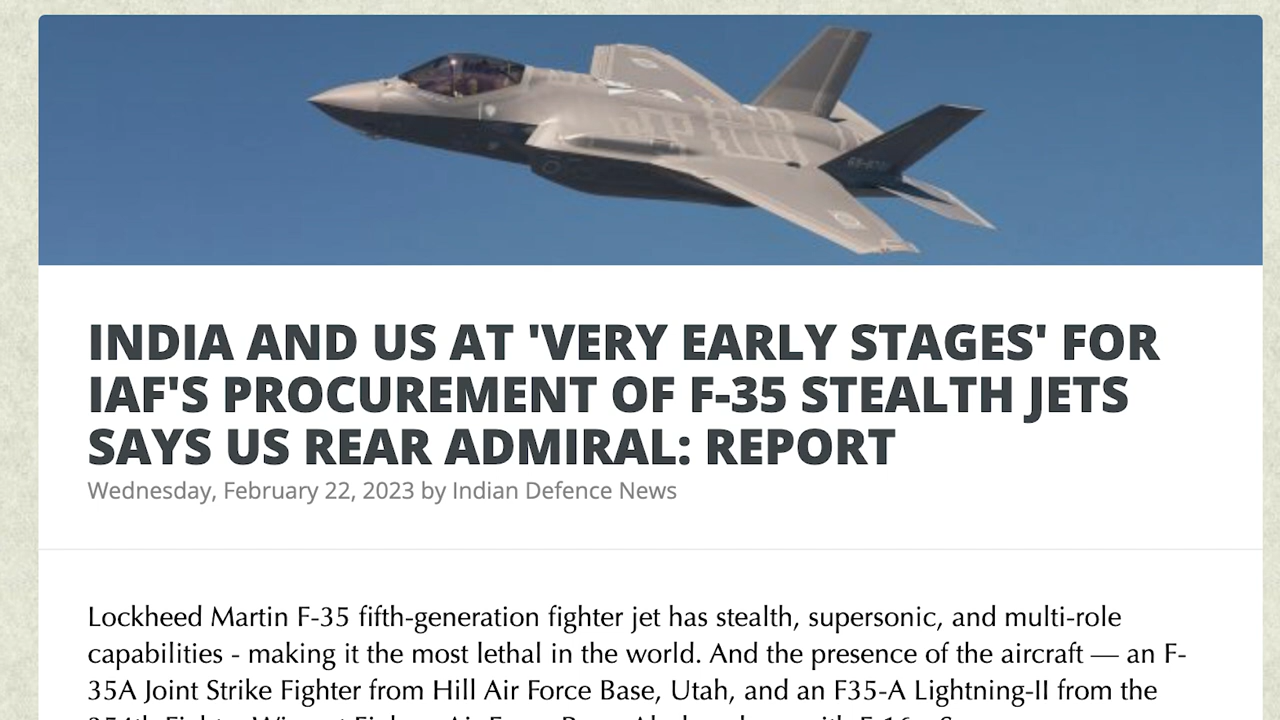 INDIA AND US AT 'VERY EARLY STAGES' FOR
IAF'S PROCUREMENT OF F-35 STEALTH JETS
SAYS US REAR ADMIRAL: REPORT
Wednesday, February 22, 2023 by Indian Defence News
Lockheed Martin F-35 fifth-generation fighter jet has stealth, supersonic, and multi-role
capabilities - making it the most lethal in the world. And the presence of the aircraft — an F-
35A Joint Strike Fighter from Hill Air Force Base, Utah, and an F35-A Lightning-II from the